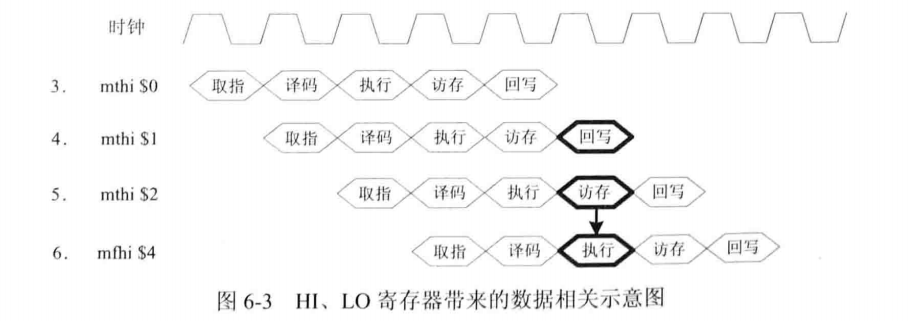 时钟
3. mthi $0 取指 译码 执行 访存 回写
4. mthi $1 取指 译码 执行 访存 回写
5. mthi $2 取指 译码 执行 访存 回写
6. mfhi $4 取指 译码 执行 访存 回写
图 6-3 HI、LO 寄存器带来的数据相关示意图